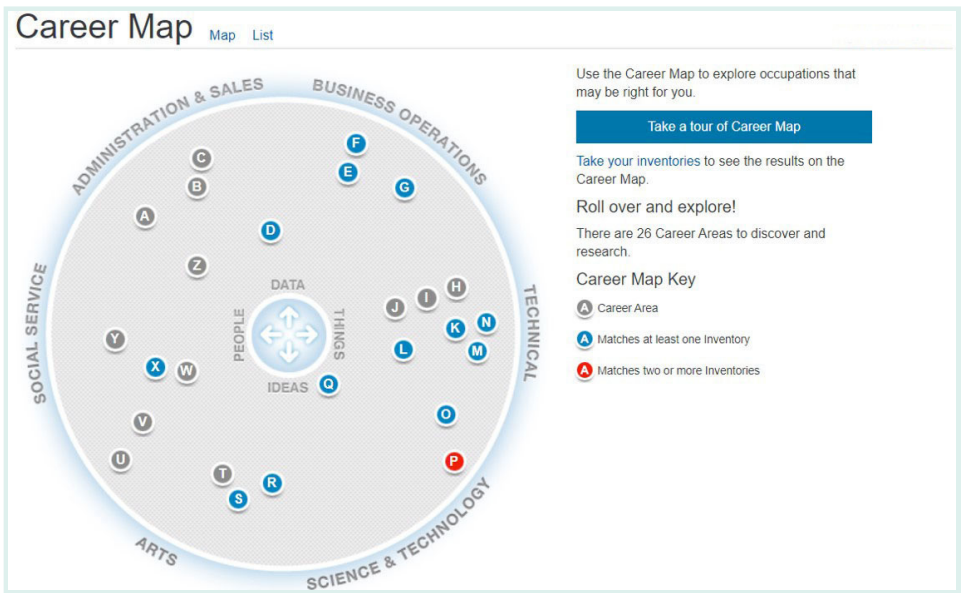 Career Map Map List
Use the Career Map to explore occupations that
may be right for you.
Take a tour of Career Map
Take your inventories to see the results on the
Career Map.
Roll over and explore!
There are 26 Career Areas to discover and
research.
Career Map Key
A Career Area
A Matches at least one Inventory
A Matches two or more Inventories
ADMINISTRATION & SALES
BUSINESS OPERATIONS
TECHNICAL
SCIENCE & TECHNOLOGY
ARTS
SOCIAL SERVICE
DATA
THINGS
IDEAS
PEOPLE
F
C
E
B
G
A
D
Z
H
I
J
N
K
Y
L
M
X
W
Q
O
V
U
P
T
R
S